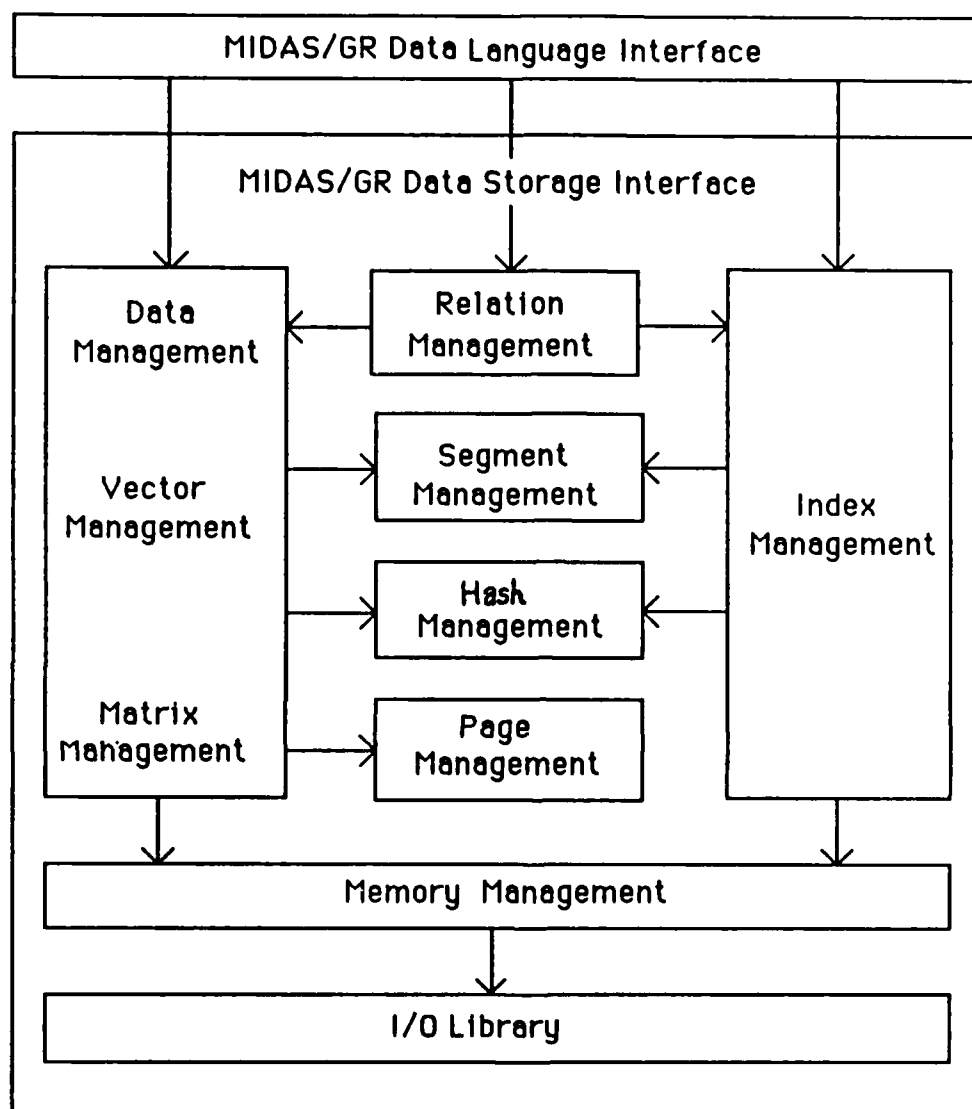 MIDAS/GR Data Language Interface
MIDAS/GR Data Storage Interface
Data
Management
Vector
Management
Matrix
Management
Relation
Management
Segment
Management
Hash
Management
Page
Management
Index
Management
Memory Management
I/O Library